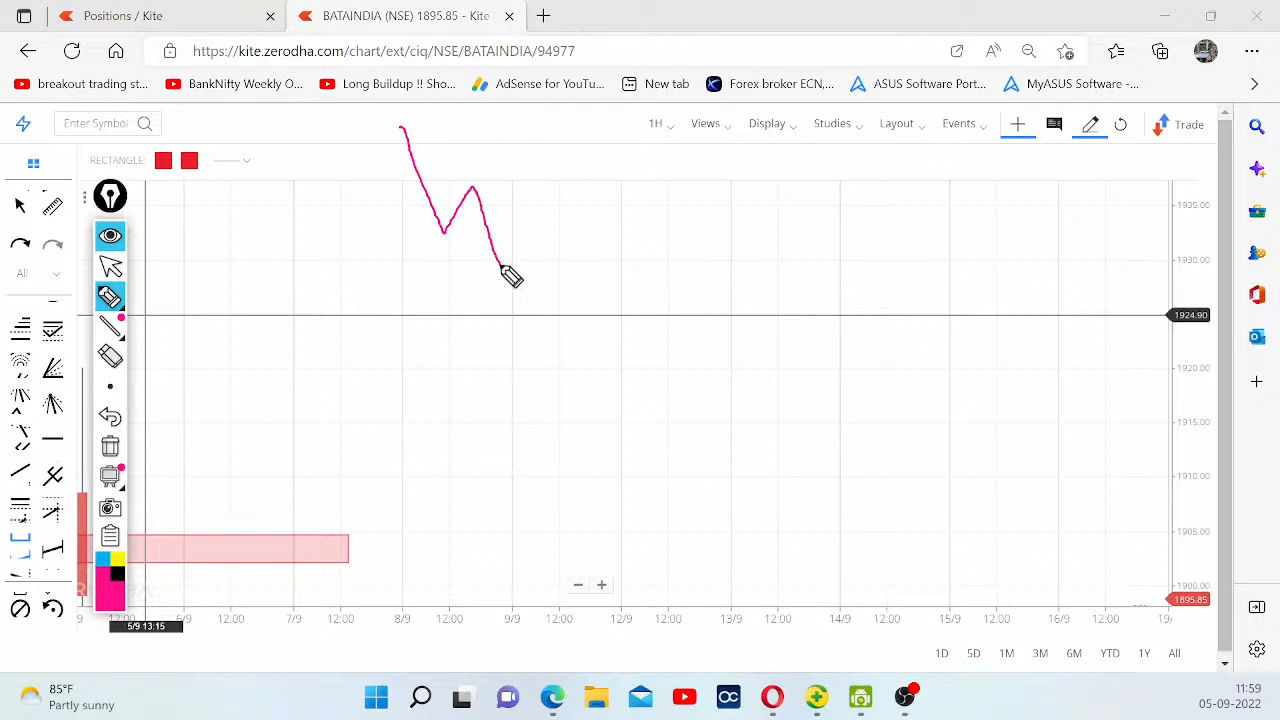 Positions / Kite
BATAINDIA (NSE) 1895.85 - Kite
https://kite.zerodha.com/chart/ext/ciq/NSE/BATAINDIA/94977
breakout trading st...
BankNifty Weekly O...
Long Buildup !! Sho...
AdSense for YouTu...
New tab
Forex broker ECN,...
ASUS Software Port...
MyASUS Software -...
Enter Symbol
1H
Views
Display
Studies
Layout
Events
Trade
RECTANGLE:
All
1935.00
1930.00
1924.90
1920.00
1915.00
1910.00
1905.00
1900.00
1895.85
12:00 6/9 12:00 7/9 12:00 8/9 12:00 9/9 12:00 12/9 12:00 13/9 12:00 14/9 12:00 15/9 12:00 16/9 12:00 19/
5/9 13:15
1D 5D 1M 3M 6M YTD 1Y All
85°F
Partly sunny
11:59
05-09-2022